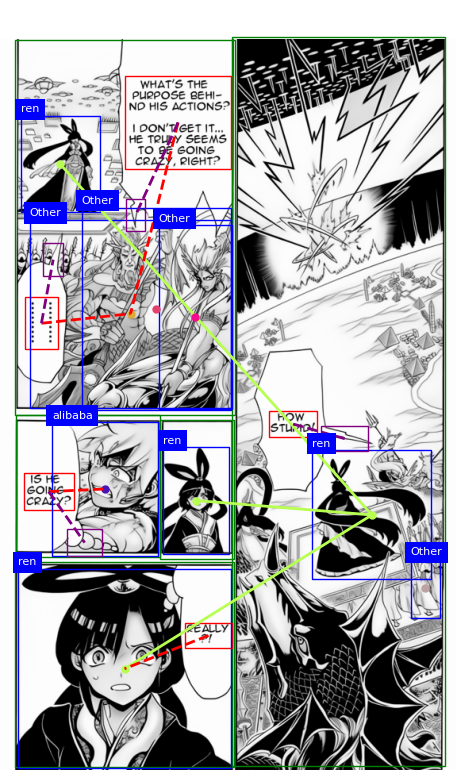 HOW
STUPID!
ren
Other
WHAT'S THE
PURPOSE BEHI-
ND HIS ACTIONS?
I DON'T GET IT...
HE TRULY SEEMS
TO BE GOING
CRAZY, RIGHT?
ren
Other
Other
Other
ren
alibaba
IS HE
GOING
CRAZY?
ren
REALLY
?!